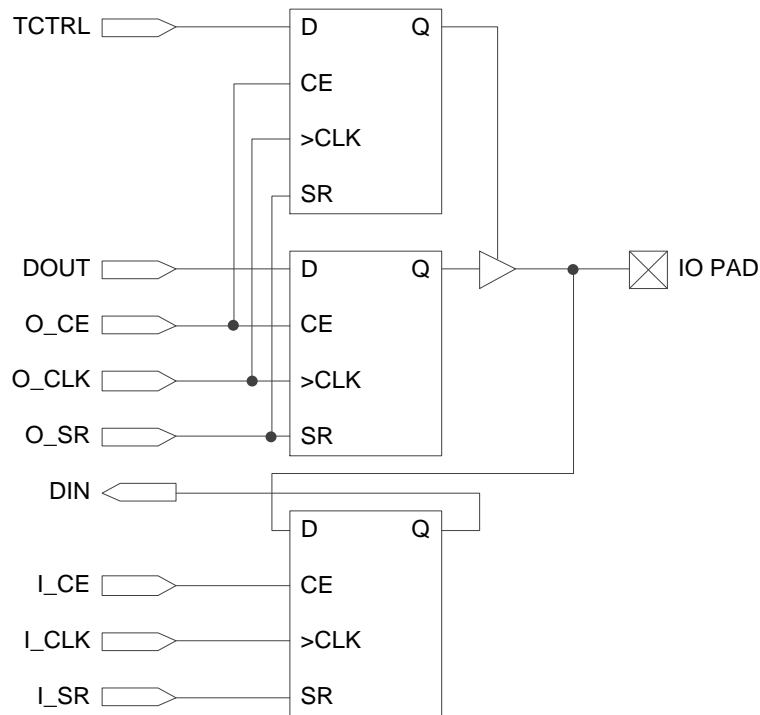 TCTRL
D Q
CE
>CLK
SR
DOUT
D Q
IO PAD
O_CE
CE
O_CLK
>CLK
O_SR
SR
DIN
D Q
I_CE
CE
I_CLK
>CLK
I_SR
SR